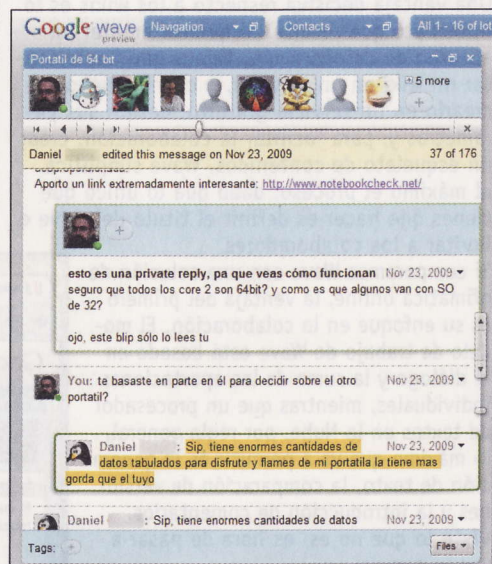 Google wave
preview
Navigation
Contacts
All 1 - 16 of lot
Portatil de 64 bit
5 more
Daniel edited this message on Nov 23, 2009 37 of 176
Aporto un link extremadamente interesante: http://www.notebookcheck.net/
esto es una private reply, pa que veas cómo funcionan Nov 23, 2009
seguro que todos los core 2 son 64bit? y como es que algunos van con SO
de 32?
ojo, este blip sólo lo lees tu
You: te basaste en parte en él para decidir sobre el otro Nov 23, 2009
portatil?
Daniel : Sip, tiene enormes cantidades de Nov 23, 2009
datos tabulados para disfrute y flames de mi portatila la tiene mas
gorda que el tuyo
Daniel : Sip, tiene enormes cantidades de datos Nov 23, 2009
Tags:
Files